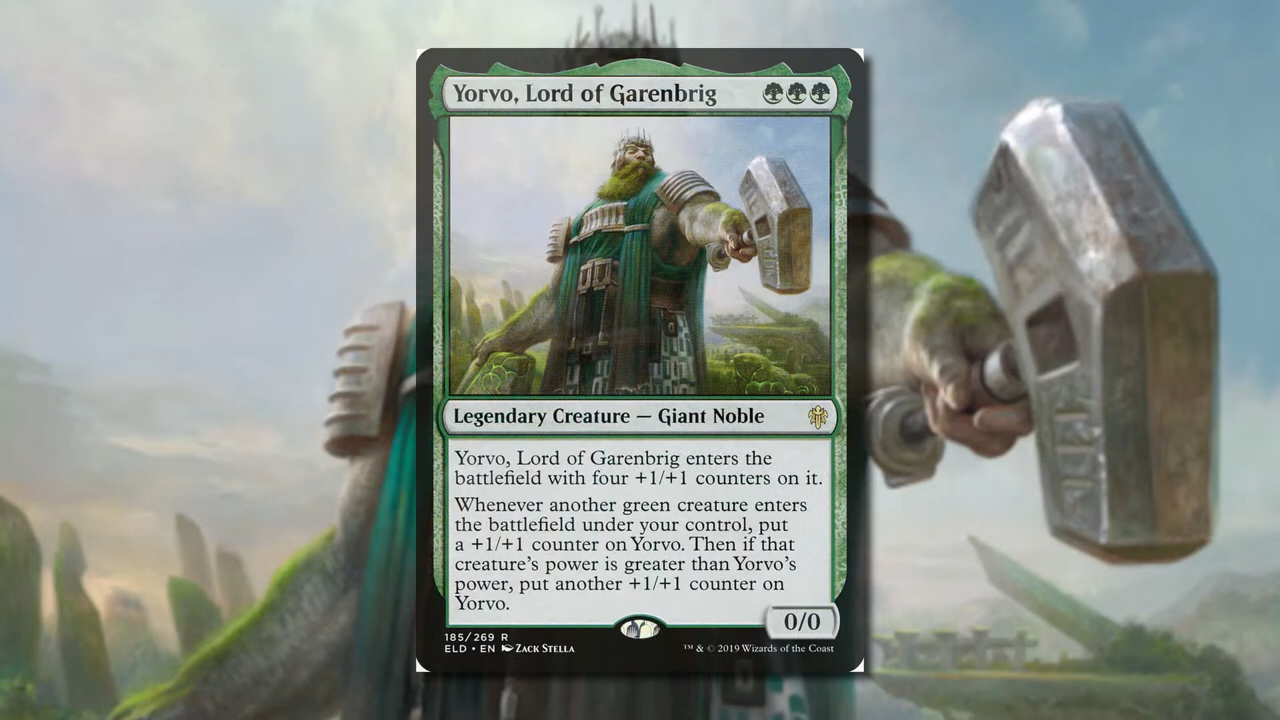 Yorvo, Lord of Garenbrig
Legendary Creature — Giant Noble
Yorvo, Lord of Garenbrig enters the
battlefield with four +1/+1 counters on it.
Whenever another green creature enters
the battlefield under your control, put
a +1/+1 counter on Yorvo. Then if that
creature's power is greater than Yorvo's
power, put another +1/+1 counter on
Yorvo.
0/0
185/269 R
ELD • EN ZACK STELLA
™ & © 2019 Wizards of the Coast